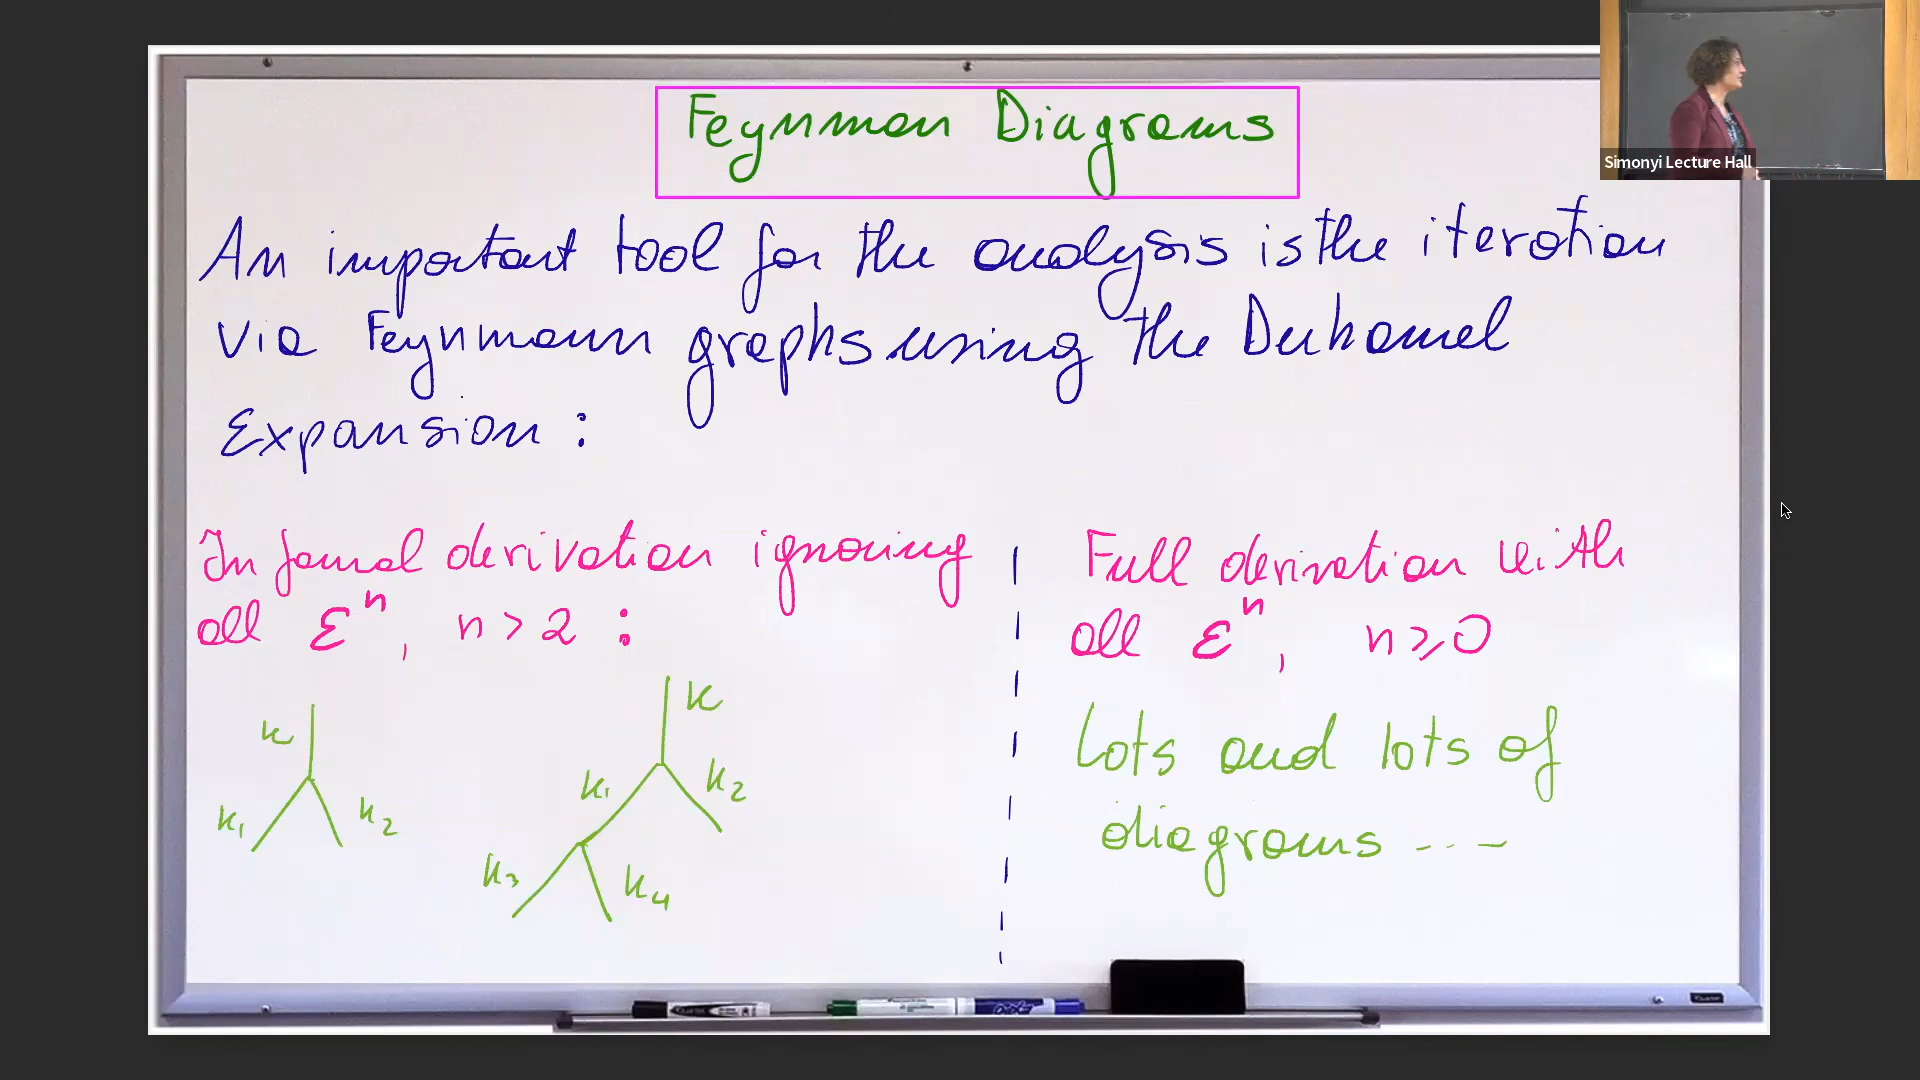 Feynman Diagrams
Simonyi Lecture Hall
An important tool for the analysis is the iteration
via Feynmann graphs using the Duhamel
Expansion :
In formal derivation ignoring
all ε^n, n > 2 :
k
k1
k2
k
k1
k2
k3
k4
Full derivation with
all ε^n, n ⩾ 0
Lots and lots of
diagrams ---